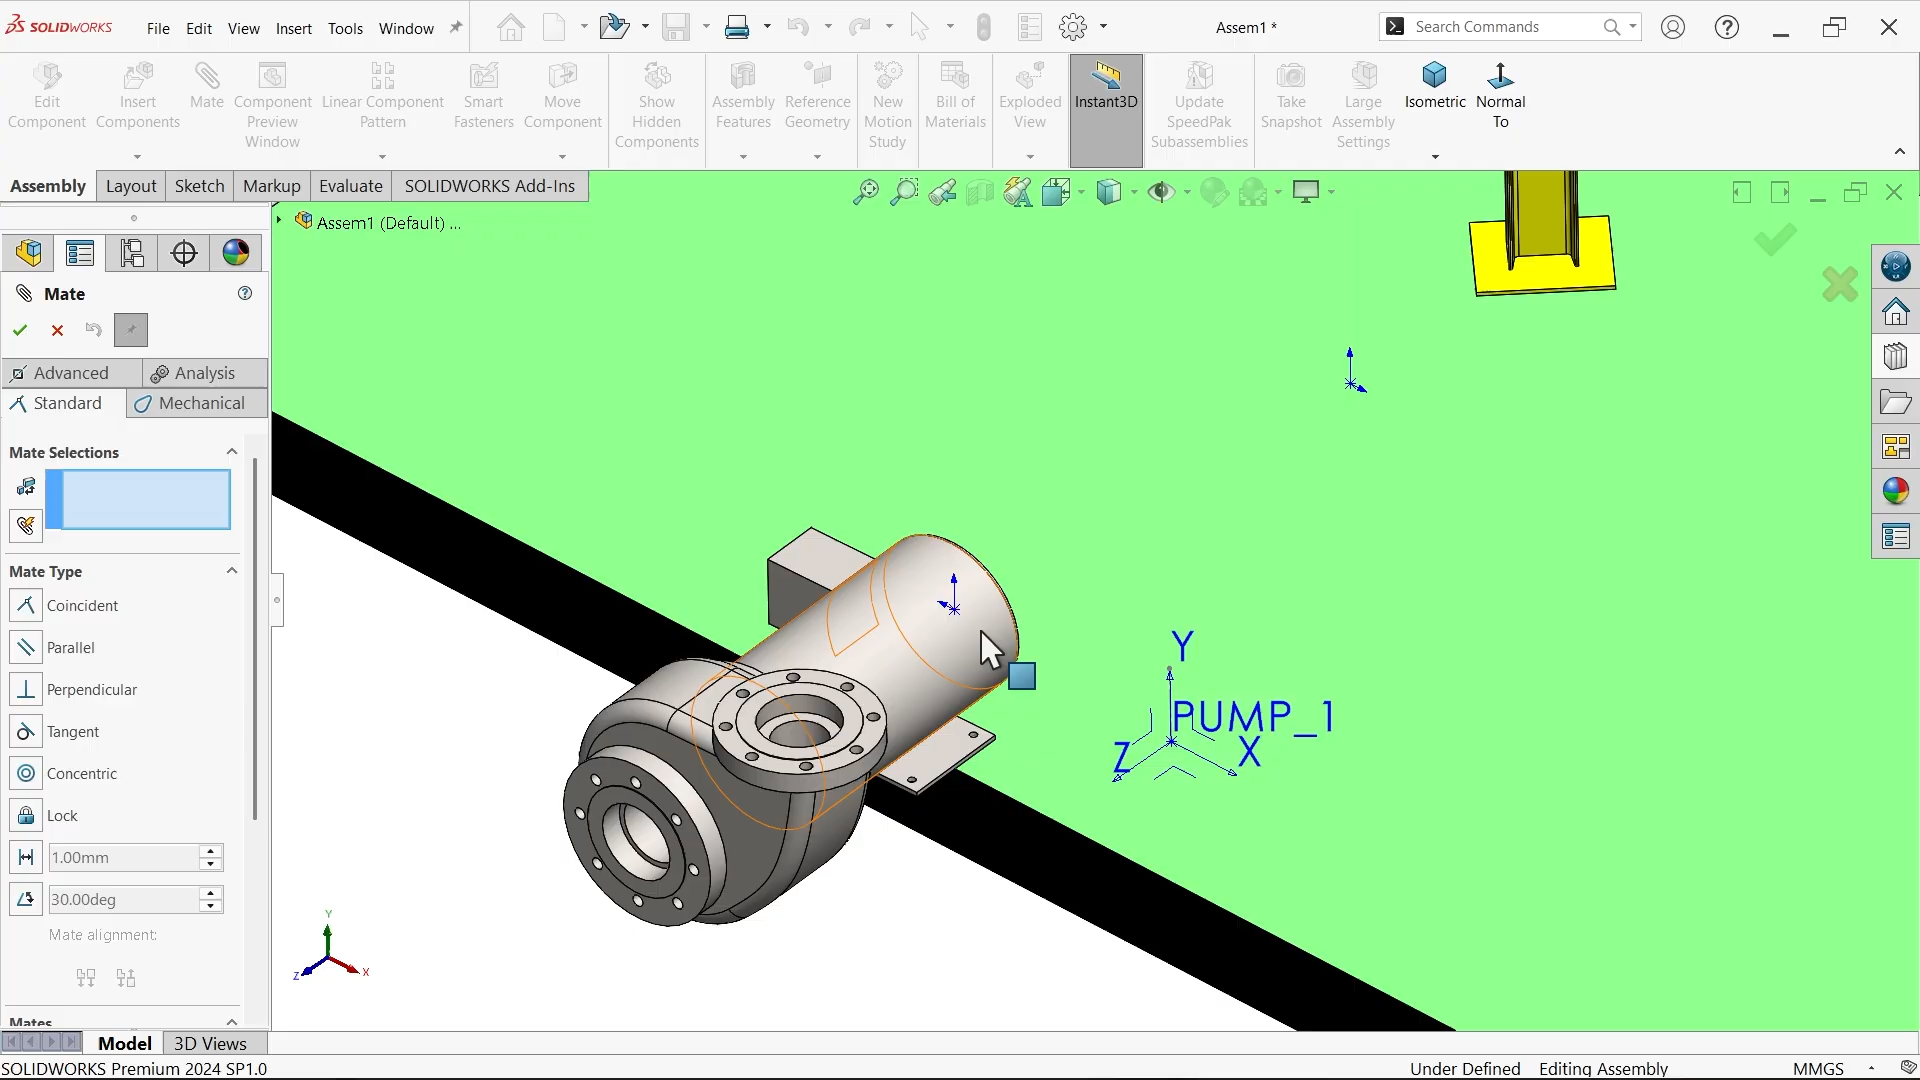 SOLIDWORKS
File Edit View Insert Tools Window
Assem1 *
Search Commands
Edit Component
Insert Components
Mate
Component Preview Window
Linear Component Pattern
Smart Fasteners
Move Component
Show Hidden Components
Assembly Features
Reference Geometry
New Motion Study
Bill of Materials
Exploded View
Instant3D
Update SpeedPak Subassemblies
Take Snapshot
Large Assembly Settings
Isometric
Normal To
Assembly Layout Sketch Markup Evaluate SOLIDWORKS Add-Ins
Assem1 (Default) ...
Mate
Advanced Analysis
Standard Mechanical
Mate Selections
Mate Type
Coincident
Parallel
Perpendicular
Tangent
Concentric
Lock
1.00mm
30.00deg
Mate alignment:
Mates
Y
PUMP_1
Z X
Y
Z X
Model 3D Views
SOLIDWORKS Premium 2024 SP1.0
Under Defined Editing Assembly MMGS